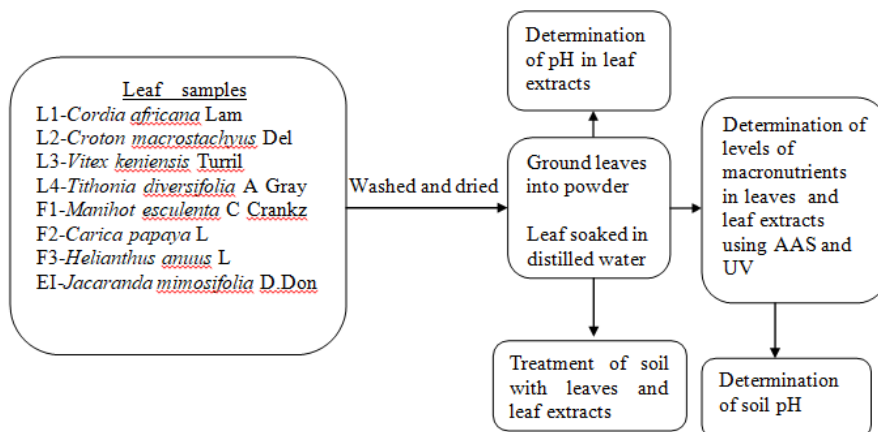 Leaf samples
L1-Cordia africana Lam
L2-Croton macrostachyus Del
L3-Vitex keniensis Turril
L4-Tithonia diversifolia A Gray
F1-Manihot esculenta C Crankz
F2-Carica papaya L
F3-Helianthus anuus L
EI-Jacaranda mimosifolia D.Don
Washed and dried
Determination
of pH in leaf
extracts
Ground leaves
into powder
Leaf soaked in
distilled water
Determination of
levels of
macronutrients
in leaves and
leaf extracts
using AAS and
UV
Treatment of soil
with leaves and
leaf extracts
Determination
of soil pH